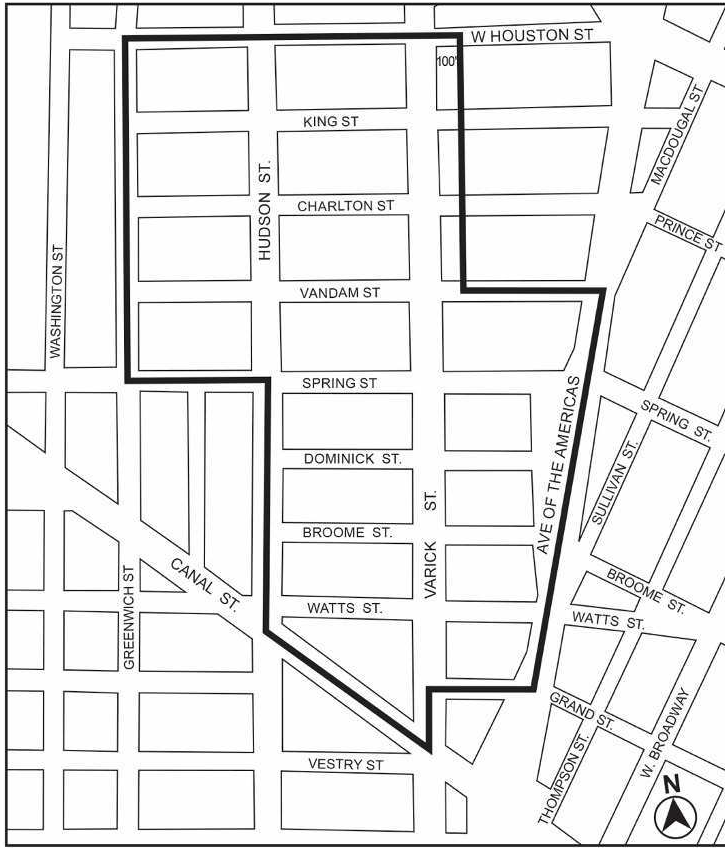 W HOUSTON ST
100'
KING ST
MACDOUGAL ST
HUDSON ST.
CHARLTON ST
PRINCE ST
WASHINGTON ST
VANDAM ST
SPRING ST
SPRING ST.
AVE OF THE AMERICAS
SULLIVAN ST.
DOMINICK ST.
VARICK ST.
BROOME ST.
CANAL ST.
GREENWICH ST
BROOME ST.
WATTS ST.
WATTS ST.
GRAND ST.
W. BROADWAY
THOMPSON ST.
VESTRY ST
N